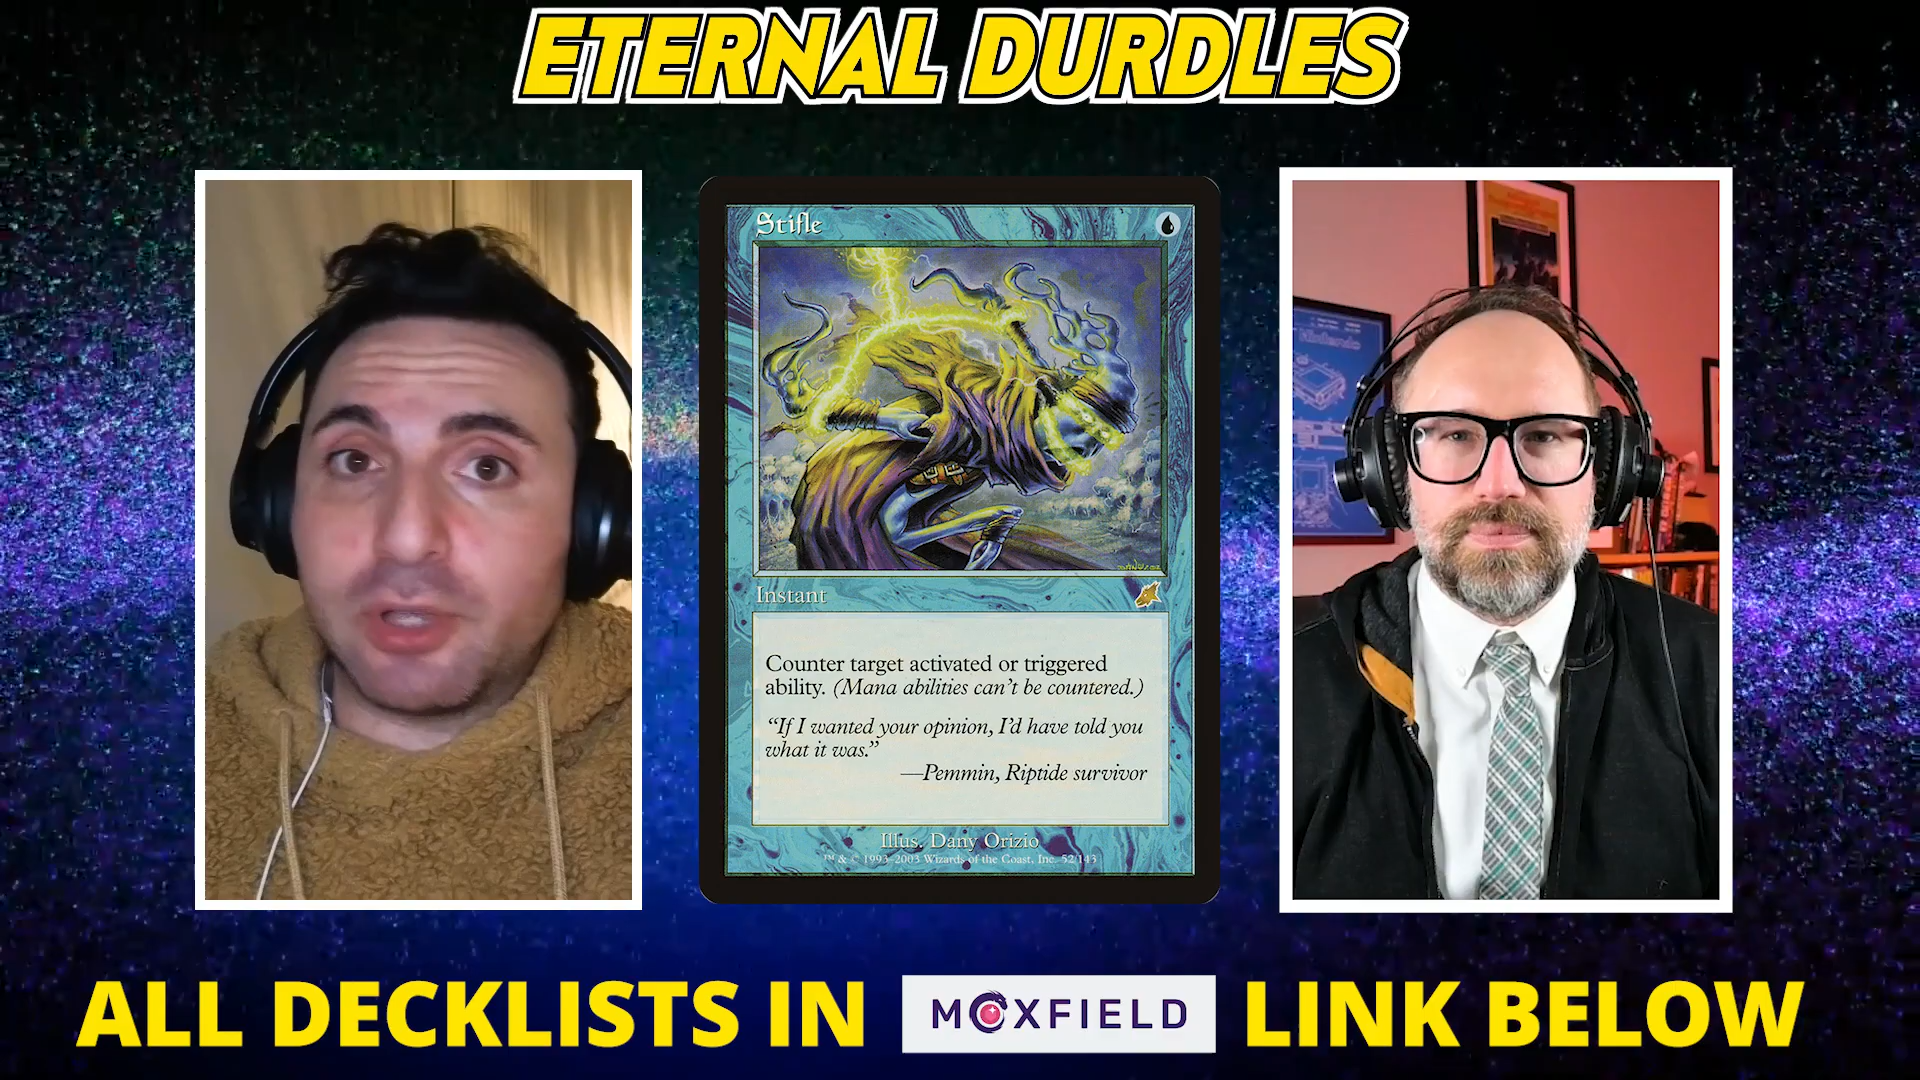 ETERNAL DURDLES
Stifle
Nintendo
Instant
Counter target activated or triggered
ability. (Mana abilities can't be countered.)
“If I wanted your opinion, I'd have told you
what it was.”
—Pemmin, Riptide survivor
Illus. Dany Orizio
™ & © 1993–2003 Wizards of the Coast, Inc. 52/143
ALL DECKLISTS IN MOXFIELD LINK BELOW